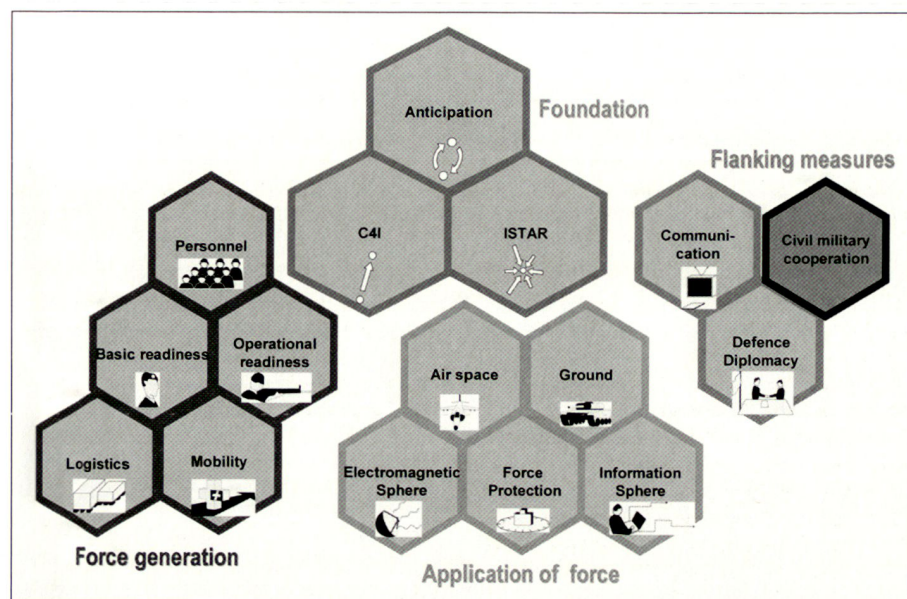 Anticipation
Foundation
C4I
ISTAR
Flanking measures
Communi-
cation
Civil military
cooperation
Defence
Diplomacy
Personnel
Basic readiness
Operational
readiness
Logistics
Mobility
Force generation
Air space
Ground
Electromagnetic
Sphere
Force
Protection
Information
Sphere
Application of force